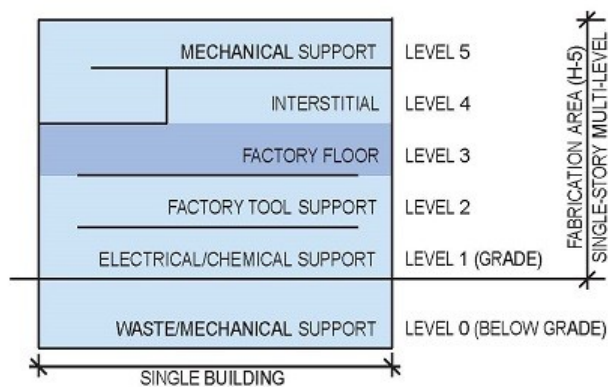 MECHANICAL SUPPORT LEVEL 5
INTERSTITIAL LEVEL 4
FACTORY FLOOR LEVEL 3
FACTORY TOOL SUPPORT LEVEL 2
ELECTRICAL/CHEMICAL SUPPORT LEVEL 1 (GRADE)
WASTE/MECHANICAL SUPPORT LEVEL 0 (BELOW GRADE)
SINGLE BUILDING
FABRICATION AREA (H-5)
SINGLE-STORY MULTI-LEVEL